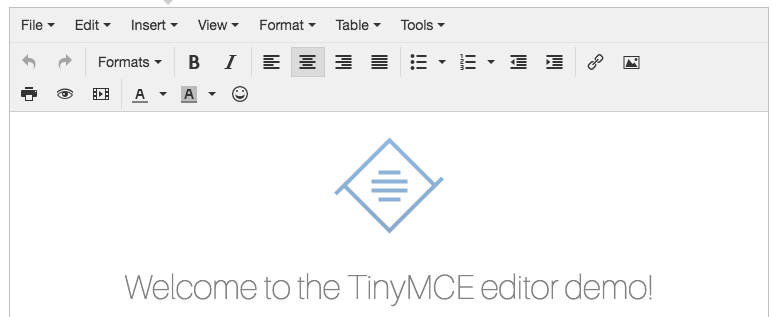 File Edit Insert View Format Table Tools
Formats B I
A A
Welcome to the TinyMCE editor demo!